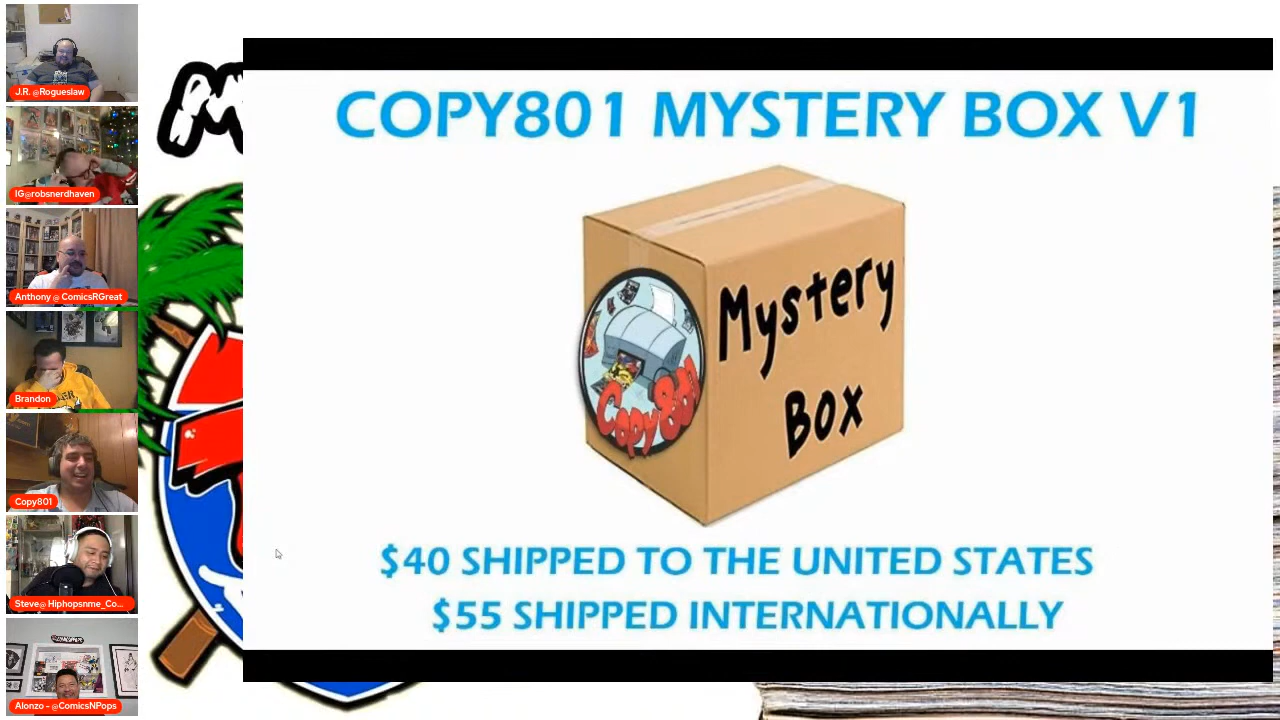 J.R. @Rogueslaw
IG@robsnerdhaven
Anthony @ ComicsRGreat
Brandon
Copy801
Steve@ Hiphopsnme_Co...
Alonzo - @ComicsNPops
COPY801 MYSTERY BOX V1
Mystery
Box
Copy801
$40 SHIPPED TO THE UNITED STATES
$55 SHIPPED INTERNATIONALLY